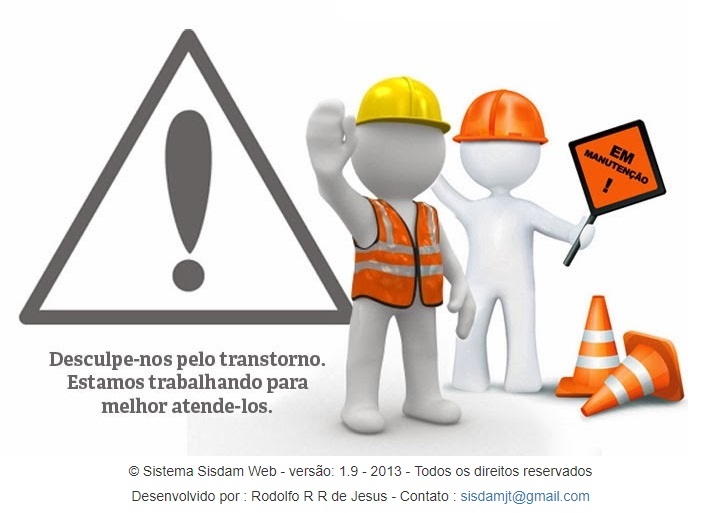 EM
MANUTENÇÃO
!
Desculpe-nos pelo transtorno.
Estamos trabalhando para
melhor atende-los.
© Sistema Sisdam Web - versão: 1.9 - 2013 - Todos os direitos reservados
Desenvolvido por : Rodolfo R R de Jesus - Contato : sisdamjt@gmail.com